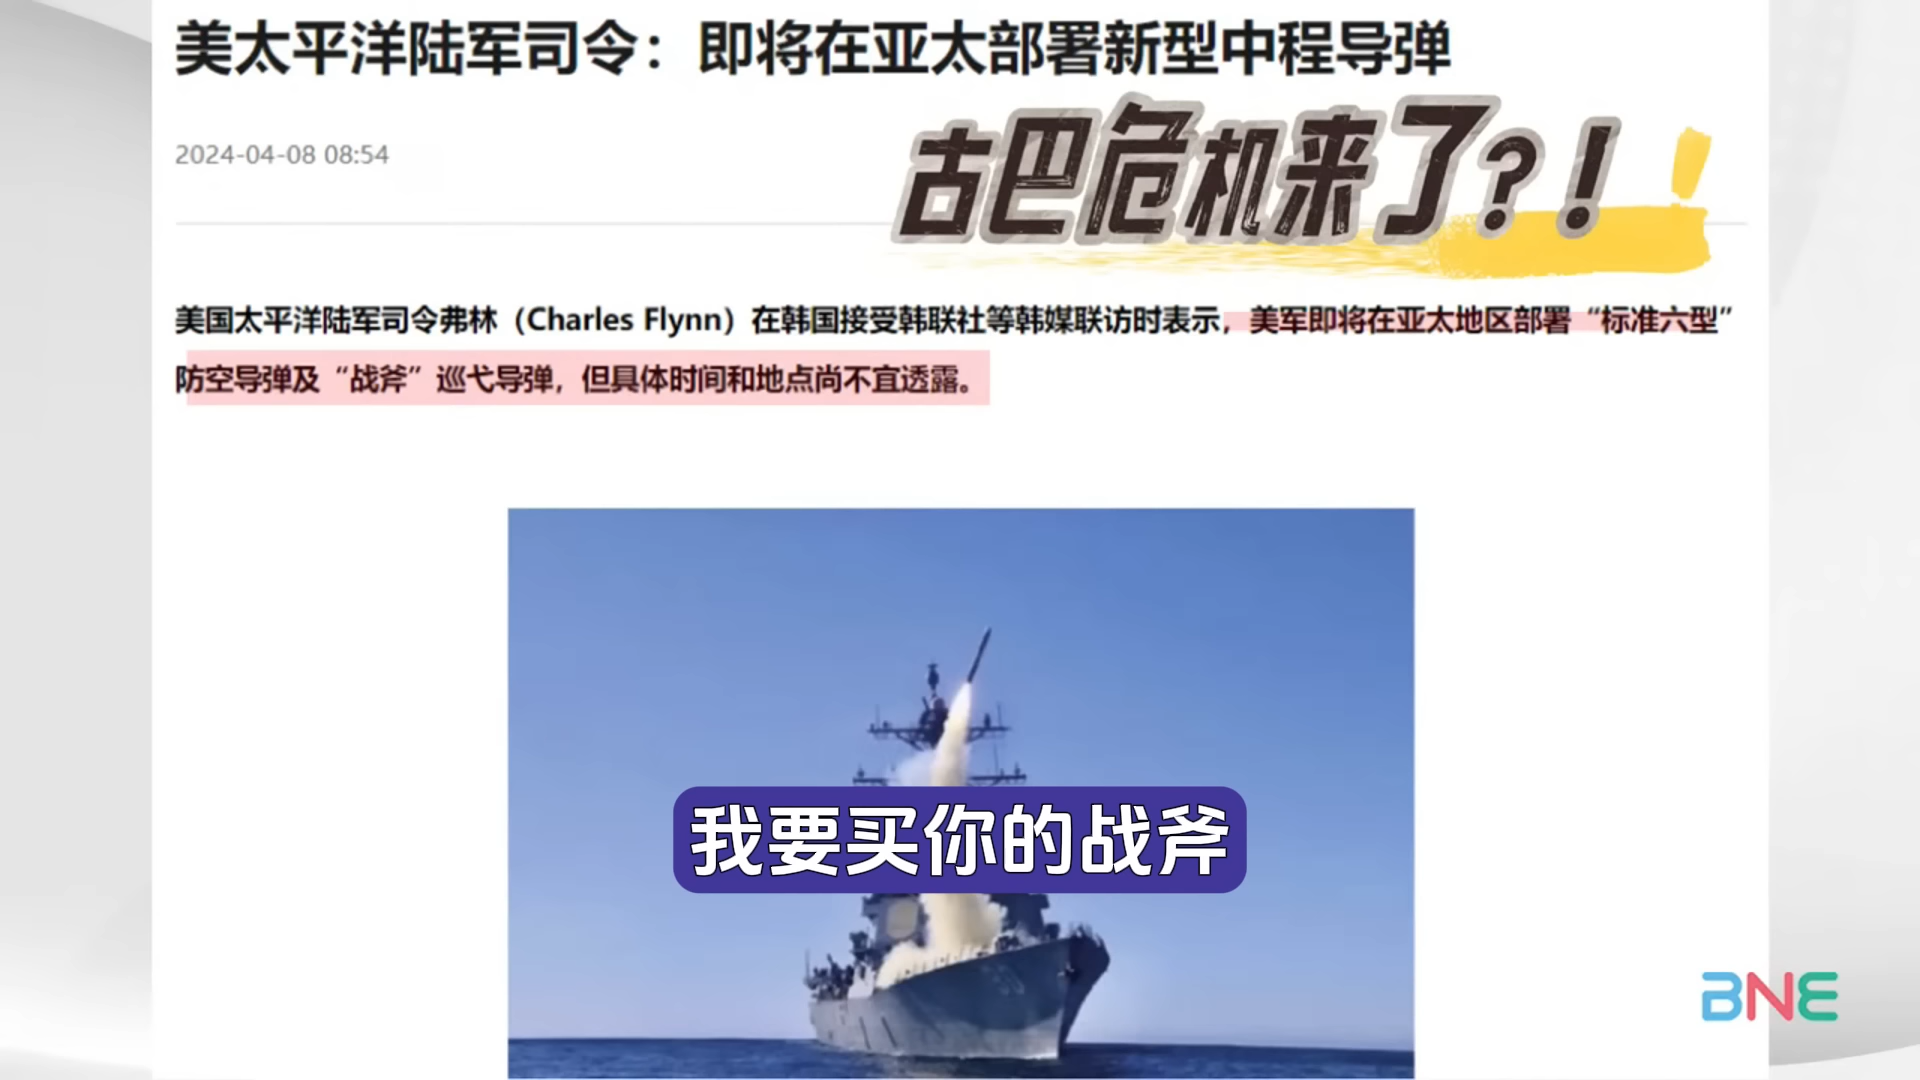 美太平洋陆军司令：即将在亚太部署新型中程导弹
2024-04-08 08:54
古巴危机来了？！
美国太平洋陆军司令弗林（Charles Flynn）在韩国接受韩联社等韩媒联访时表示，美军即将在亚太地区部署“标准六型”
防空导弹及“战斧”巡弋导弹，但具体时间和地点尚不宜透露。
我要买你的战斧
BNE